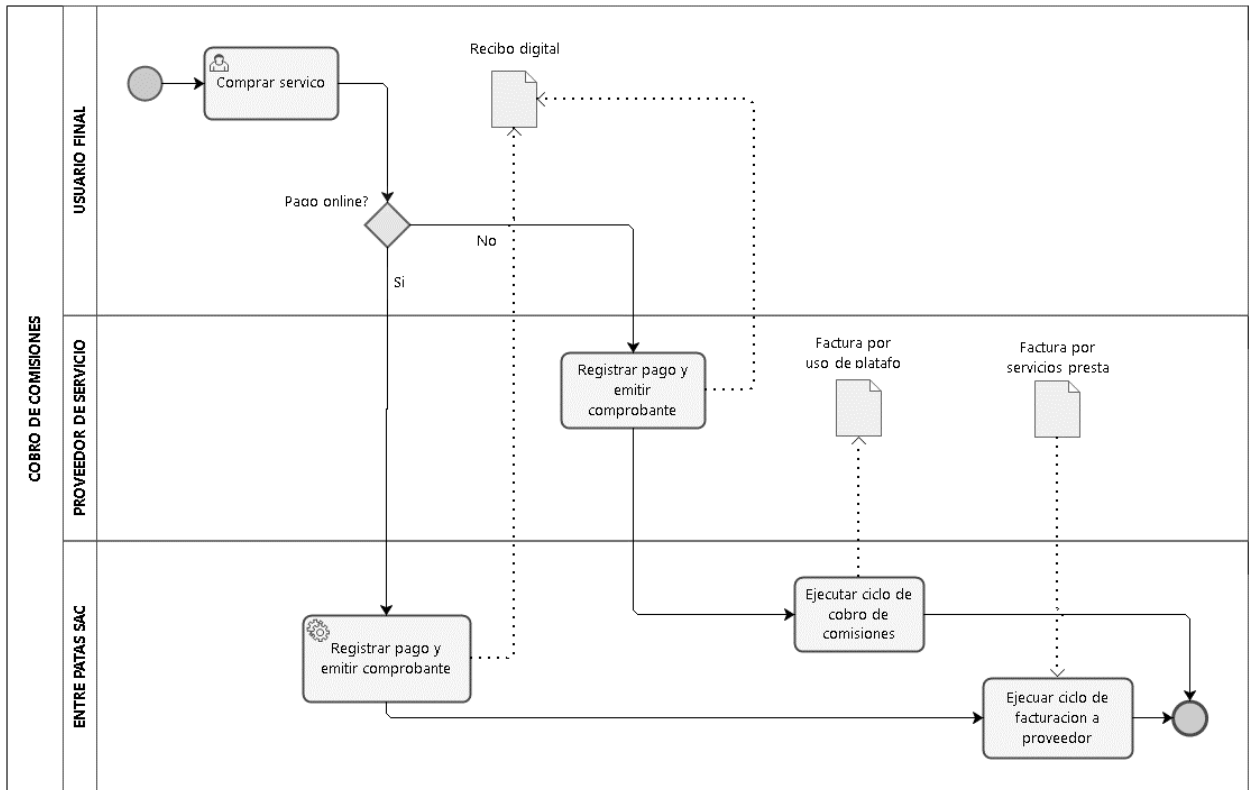 COBRO DE COMISIONES
USUARIO FINAL
Comprar servico
Recibo digital
Pago online?
No
Si
PROVEEDOR DE SERVICIO
Registrar pago y
emitir
comprobante
Factura por
uso de platafo
Factura por
servicios presta
ENTRE PATAS SAC
Registrar pago y
emitir comprobante
Ejecutar ciclo de
cobro de
comisiones
Ejecuar ciclo de
facturacion a
proveedor